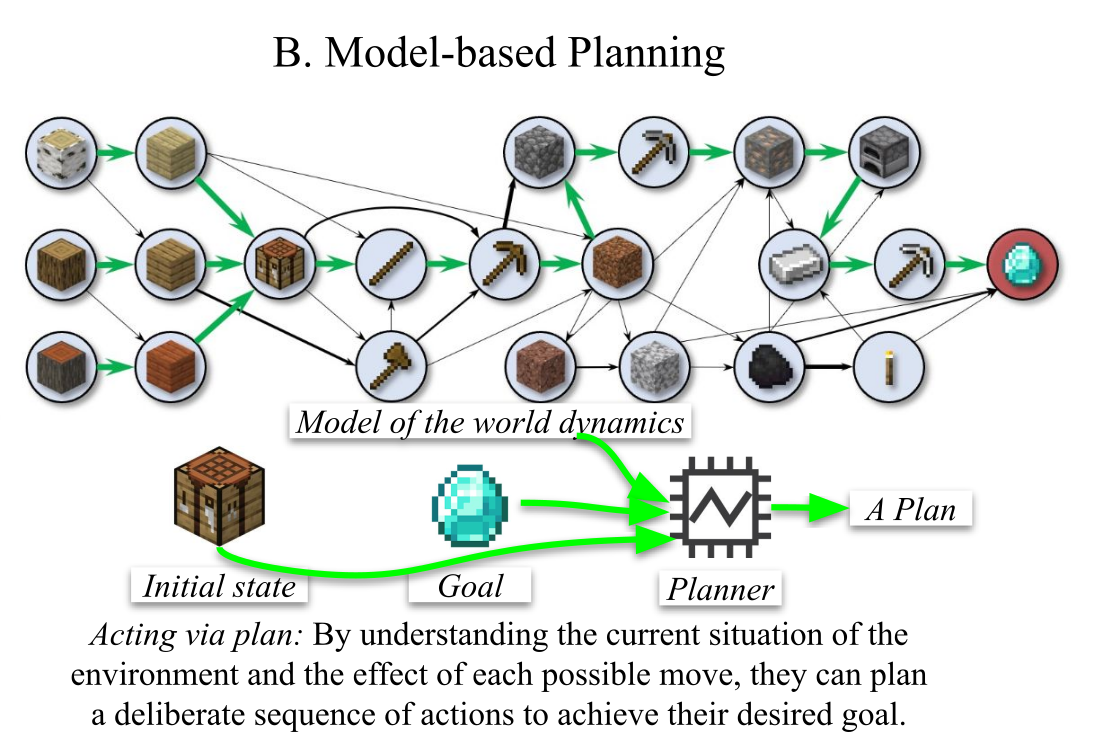 B. Model-based Planning
Model of the world dynamics
A Plan
Initial state
Goal
Planner
Acting via plan: By understanding the current situation of the
environment and the effect of each possible move, they can plan
a deliberate sequence of actions to achieve their desired goal.